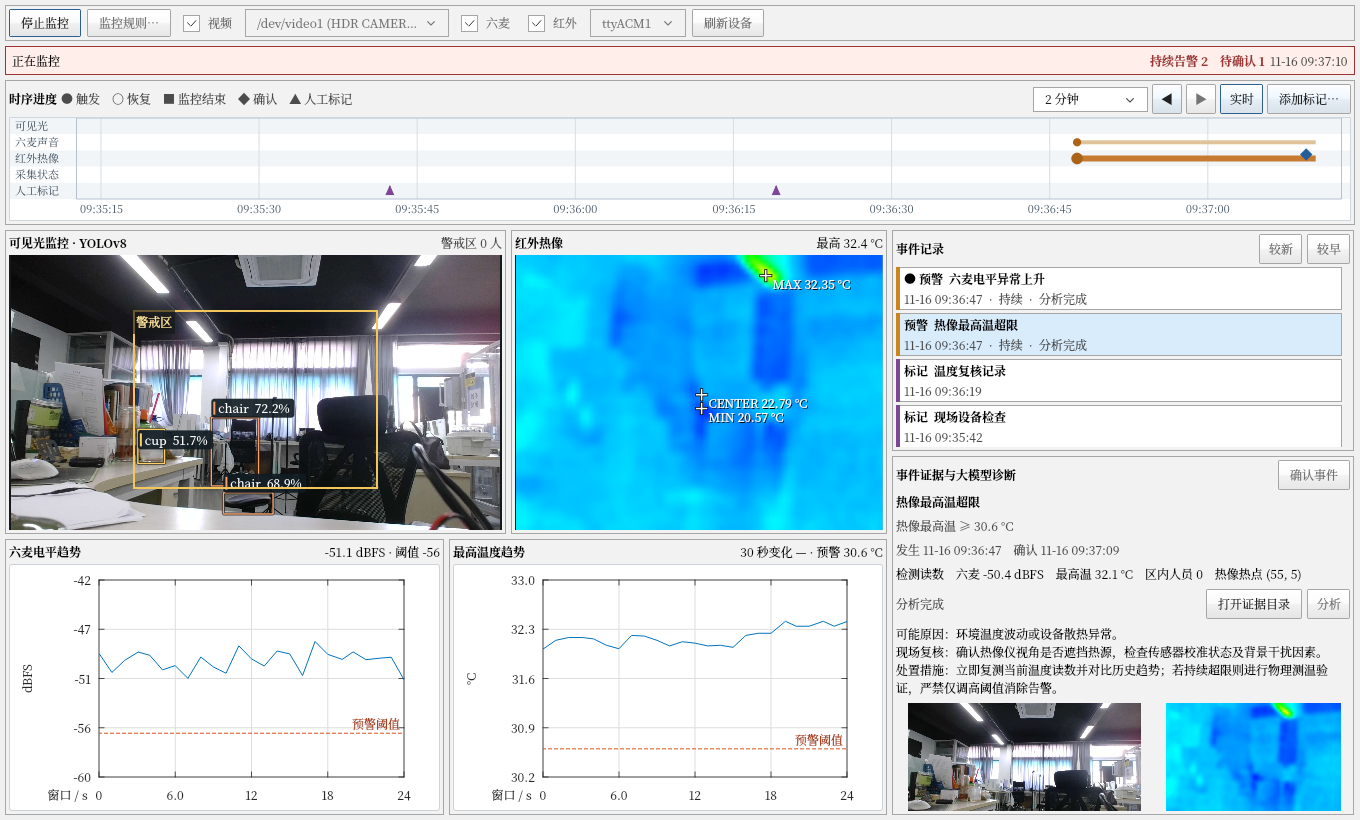 停止监控 监控规则… 视频 /dev/video1 (HDR CAMER... 六麦 红外 ttyACM1 刷新设备
正在监控 持续告警 2 待确认 1 11-16 09:37:10
时序进度 ● 触发 ○ 恢复 ■ 监控结束 ◆ 确认 ▲ 人工标记 2 分钟 ◀ ▶ 实时 添加标记…
可见光
六麦声音
红外热像
采集状态
人工标记
09:35:15 09:35:30 09:35:45 09:36:00 09:36:15 09:36:30 09:36:45 09:37:00
可见光监控 · YOLOv8 警戒区 0 人
警戒区
chair 72.2%
cup 51.7%
chair 68.9%
红外热像 最高 32.4 °C
MAX 32.35 °C
CENTER 22.79 °C
MIN 20.57 °C
事件记录 较新 较早
● 预警 六麦电平异常上升
11-16 09:36:47 · 持续 · 分析完成
预警 热像最高温超限
11-16 09:36:47 · 持续 · 分析完成
标记 温度复核记录
11-16 09:36:19
标记 现场设备检查
11-16 09:35:42
六麦电平趋势 -51.1 dBFS · 阈值 -56
-42
-47
-51
-56
-60
dBFS
预警阈值
窗口 / s 0 6.0 12 18 24
最高温度趋势 30 秒变化 — · 预警 30.6 °C
33.0
32.3
31.6
30.9
30.2
°C
预警阈值
窗口 / s 0 6.0 12 18 24
事件证据与大模型诊断 确认事件
热像最高温超限
热像最高温 ⩾ 30.6 °C
发生 11-16 09:36:47 确认 11-16 09:37:09
检测读数 六麦 -50.4 dBFS 最高温 32.1 °C 区内人员 0 热像热点 (55, 5)
分析完成 打开证据目录 分析
可能原因：环境温度波动或设备散热异常。
现场复核：确认热像仪视角是否遮挡热源，检查传感器校准状态及背景干扰因素。
处置措施：立即复测当前温度读数并对比历史趋势；若持续超限则进行物理测温验
证，严禁仅调高阈值消除告警。